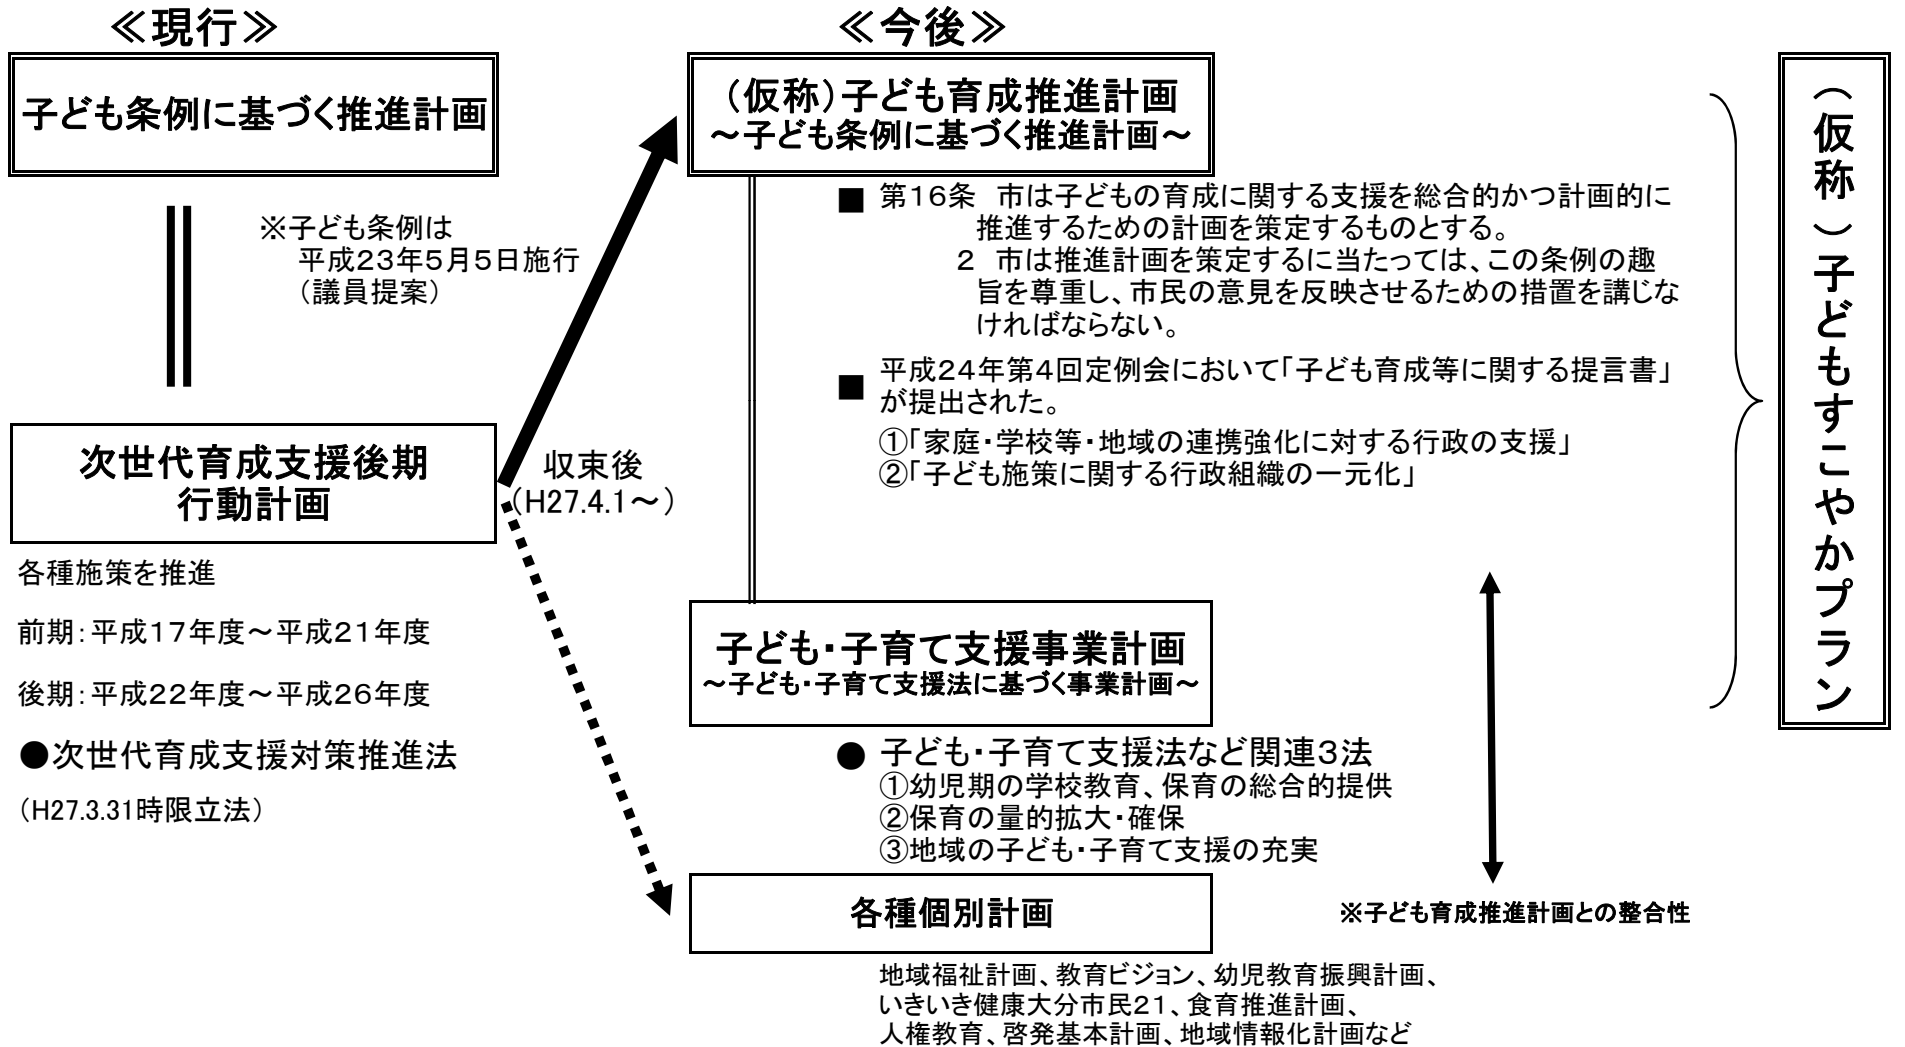 ≪現行≫
子ども条例に基づく推進計画
※子ども条例は
平成23年5月5日施行
（議員提案）
次世代育成支援後期
行動計画
各種施策を推進
前期：平成17年度～平成21年度
後期：平成22年度～平成26年度
●次世代育成支援対策推進法
（H27.3.31時限立法）
収束後
（H27.4.1～）
≪今後≫
（仮称）子ども育成推進計画
～子ども条例に基づく推進計画～
■ 第16条　市は子どもの育成に関する支援を総合的かつ計画的に
推進するための計画を策定するものとする。
2　市は推進計画を策定するに当たっては、この条例の趣
旨を尊重し、市民の意見を反映させるための措置を講じな
ければならない。
■ 平成24年第4回定例会において「子ども育成等に関する提言書」
が提出された。
①「家庭・学校等・地域の連携強化に対する行政の支援」
②「子ども施策に関する行政組織の一元化」
子ども・子育て支援事業計画
～子ども・子育て支援法に基づく事業計画～
● 子ども・子育て支援法など関連3法
①幼児期の学校教育、保育の総合的提供
②保育の量的拡大・確保
③地域の子ども・子育て支援の充実
各種個別計画
※子ども育成推進計画との整合性
地域福祉計画、教育ビジョン、幼児教育振興計画、
いきいき健康大分市民21、食育推進計画、
人権教育、啓発基本計画、地域情報化計画など
（仮称）子どもすこやかプラン